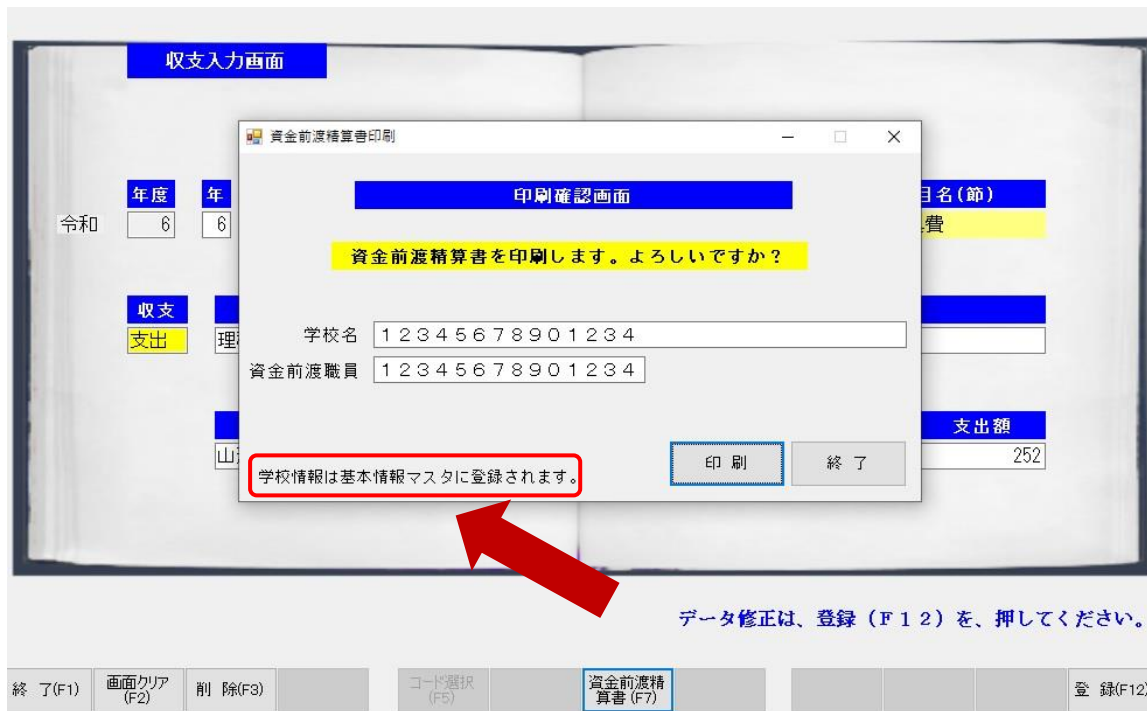 収支入力画面
資金前渡精算書印刷
印刷確認画面
年度 年 目名(節)
令和 6 6 費
資金前渡精算書を印刷します。よろしいですか？
収支
支出
学校名 １２３４５６７８９０１２３４
資金前渡職員 １２３４５６７８９０１２３４
支出額
山 252
印 刷 終 了
学校情報は基本情報マスタに登録されます。
データ修正は、登録（Ｆ１２）を、押してください。
終 了(F1) 画面クリア(F2) 削 除(F3) コード選択(F5) 資金前渡精算書(F7) 登 録(F12)